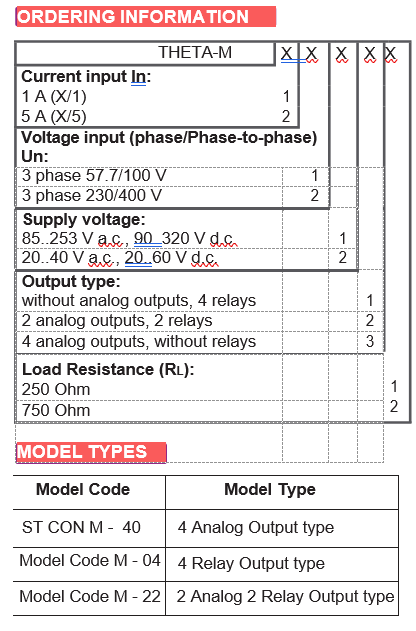 ORDERING INFORMATION
THETA-M X X X X X
Current input In:
1 A (X/1) 1
5 A (X/5) 2
Voltage input (phase/Phase-to-phase)
Un:
3 phase 57.7/100 V 1
3 phase 230/400 V 2
Supply voltage:
85..253 V a.c., 90..320 V d.c. 1
20..40 V a.c., 20..60 V d.c. 2
Output type:
without analog outputs, 4 relays 1
2 analog outputs, 2 relays 2
4 analog outputs, without relays 3
Load Resistance (RL):
250 Ohm 1
750 Ohm 2
MODEL TYPES
Model Code Model Type
ST CON M - 40 4 Analog Output type
Model Code M - 04 4 Relay Output type
Model Code M - 22 2 Analog 2 Relay Output type